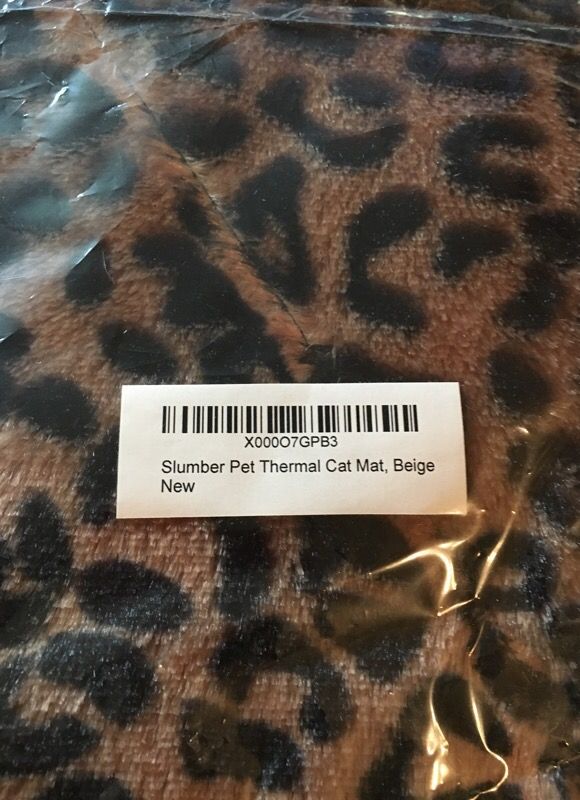 X000O7GPB3
Slumber Pet Thermal Cat Mat, Beige
New